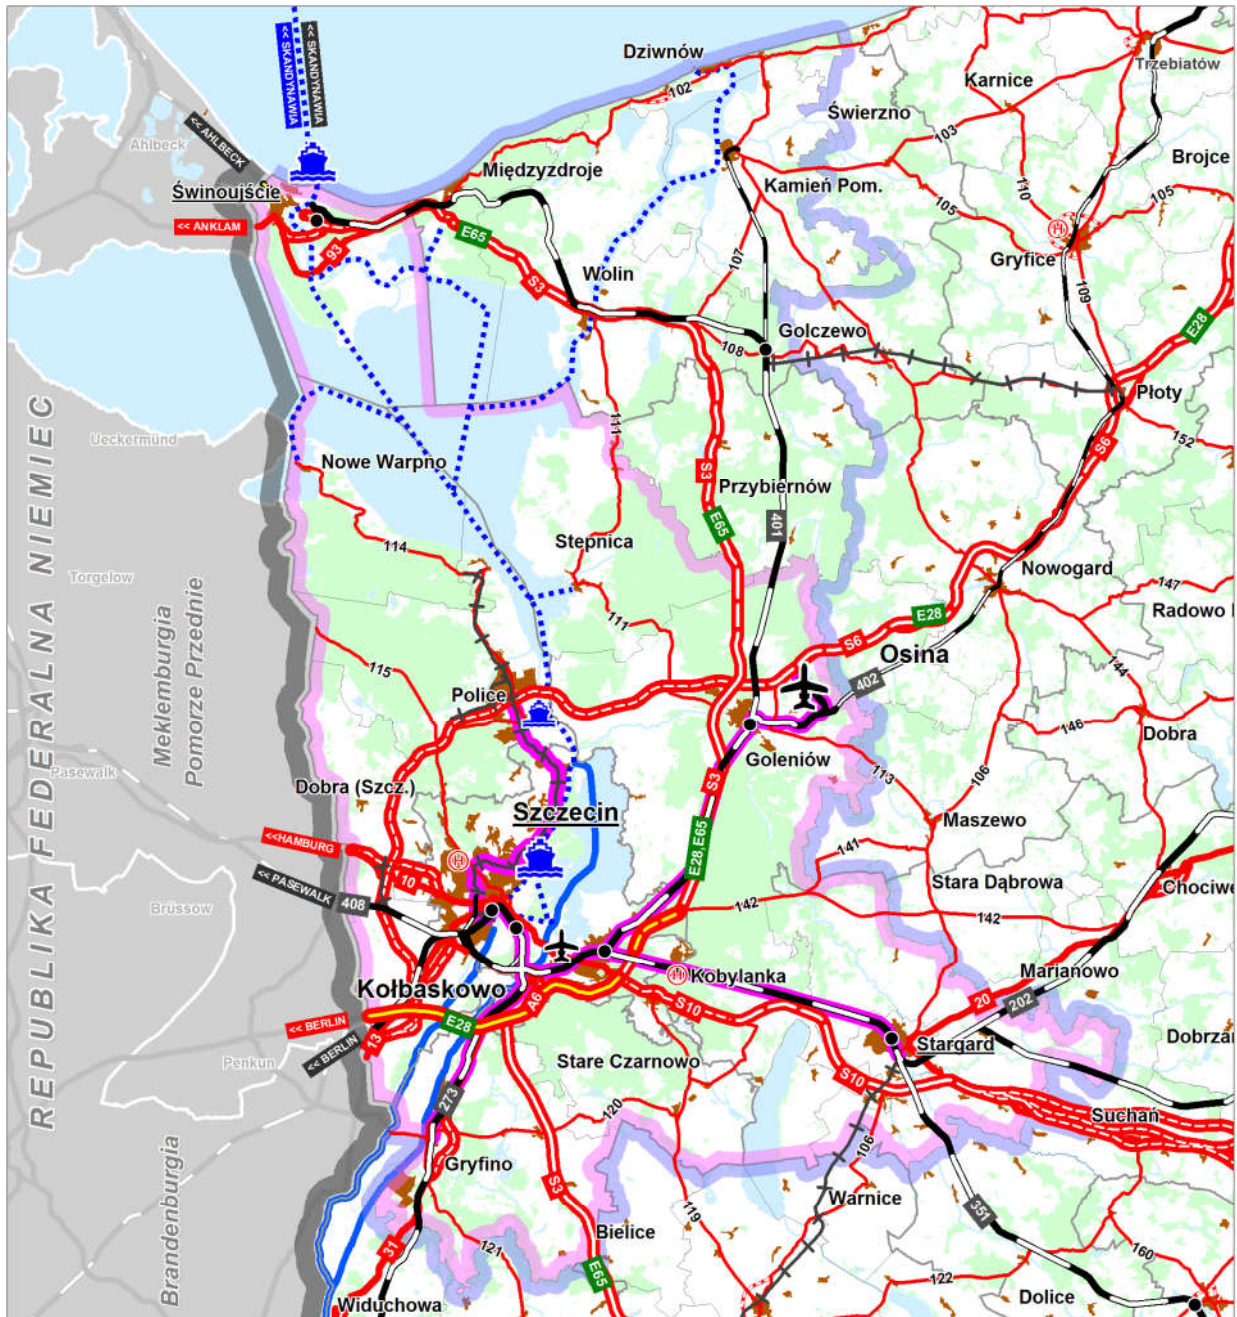 << SKANDYNAWIA
<< SKANDYNAWIA
Dziwnów
Trzebiatów
102
Karnice
Świerzno
103
<< AHLBECK
Ahlbeck
Międzyzdroje
Brojce
Świnoujście
Kamień Pom.
110
105
105
<< ANKLAM
93
E65
Gryfice
107
Wolin
S3
109
Golczewo
108
E28
Płoty
111
152
Ueckermünd
Nowe Warpno
S6
S3
Przybiernów
E65
401
114
Stepnica
Nowogard
Torgelow
147
Radowo
111
E28
S6
Osina
REPUBLIKA FEDERALNA NIEMIEC
Meklemburgia
Pomorze Przednie
115
144
402
Police
146
Dobra
Pasewalk
Goleniów
113
106
S3
Dobra (Szcz.)
Szczecin
Maszewo
<<HAMBURG
E28,E65
141
<< PASEWALK
408
10
Stara Dąbrowa
Chociwe
Brüssow
142
142
Kołbaskowo
Kobylanka
Marianowo
A6
20
202
<< BERLIN
E28
S10
<< BERLIN
13
Dobrza
Penkun
Stare Czarnowo
Stargard
S10
273
120
Suchań
106
Brandenburgia
Gryfino
S3
Warnice
351
119
31
121
Bielice
160
E65
122
Widuchowa
Dolice